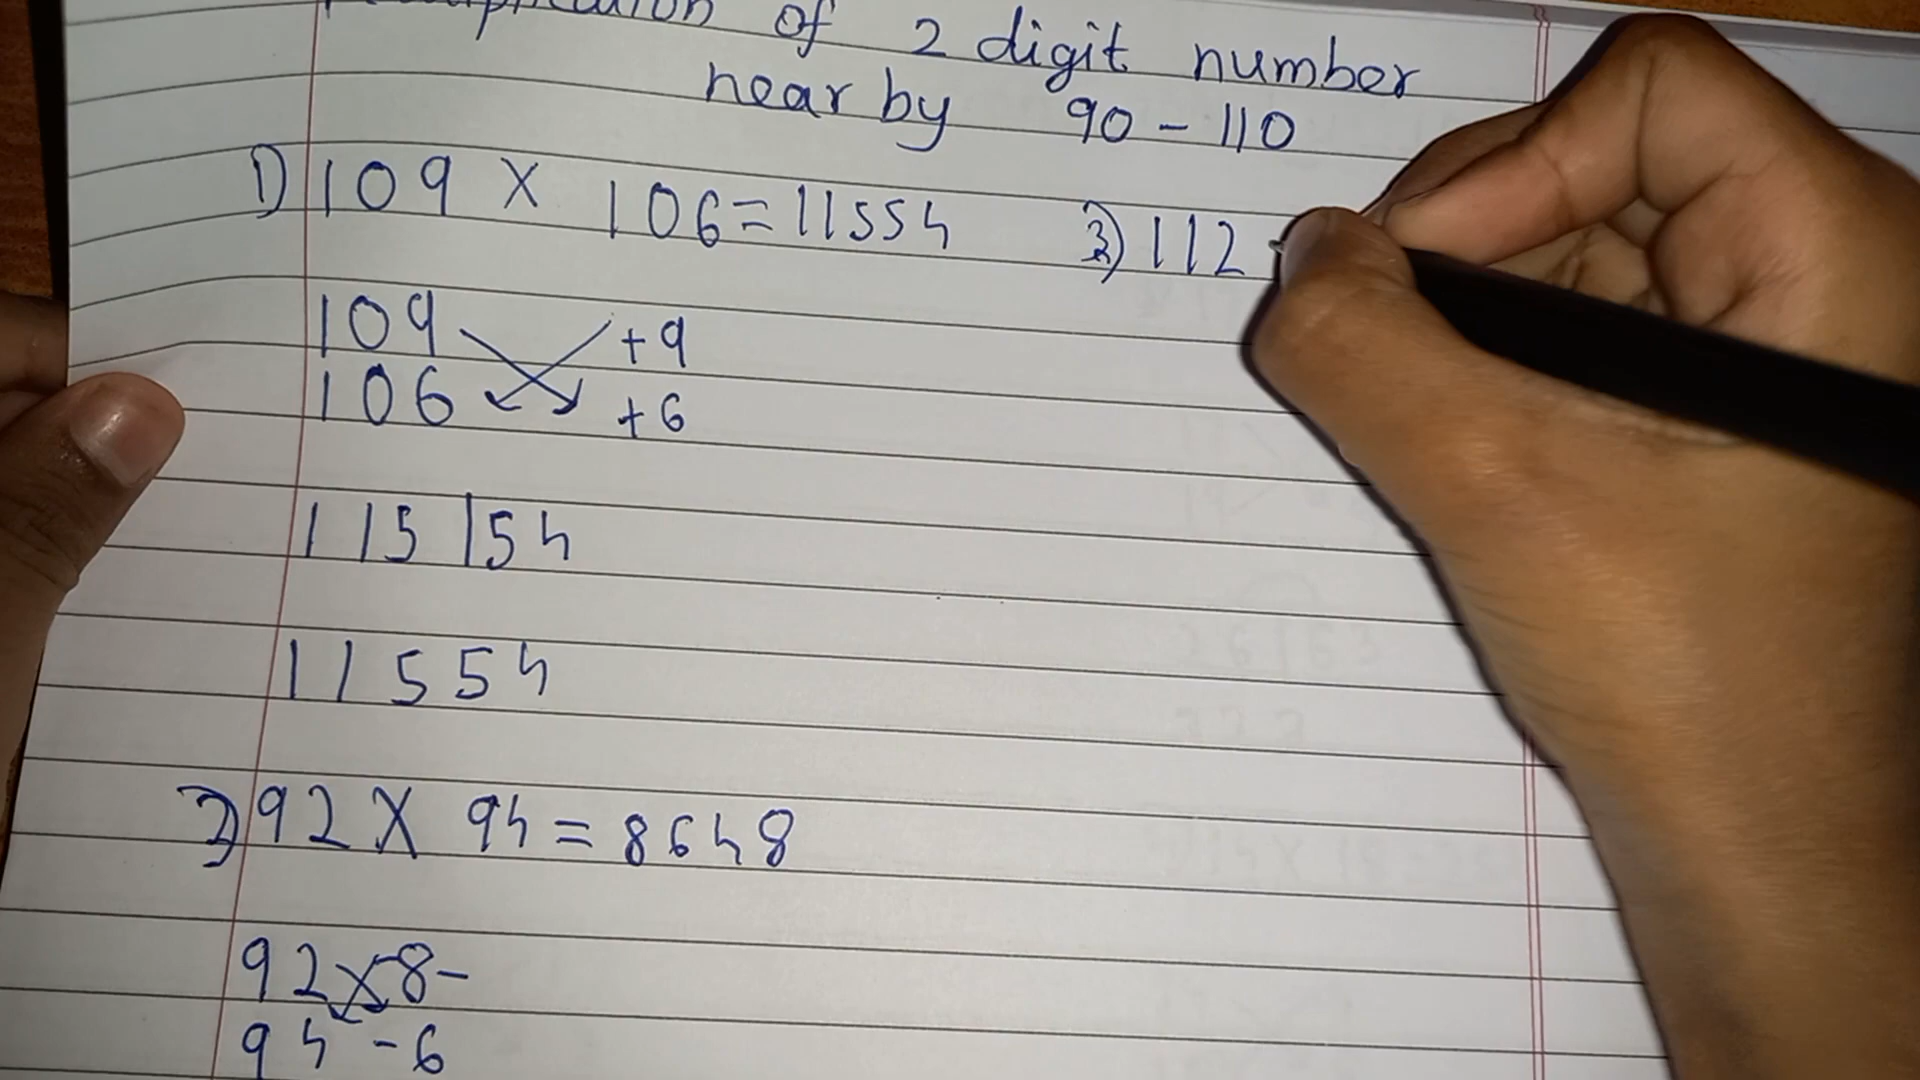 of 2 digit number
near by 90 - 110
1) 109 X 106 = 11554
109 +9
106 +6
115 | 54
11554
2) 92 X 94 = 8648
92 8-
94 -6
3) 112